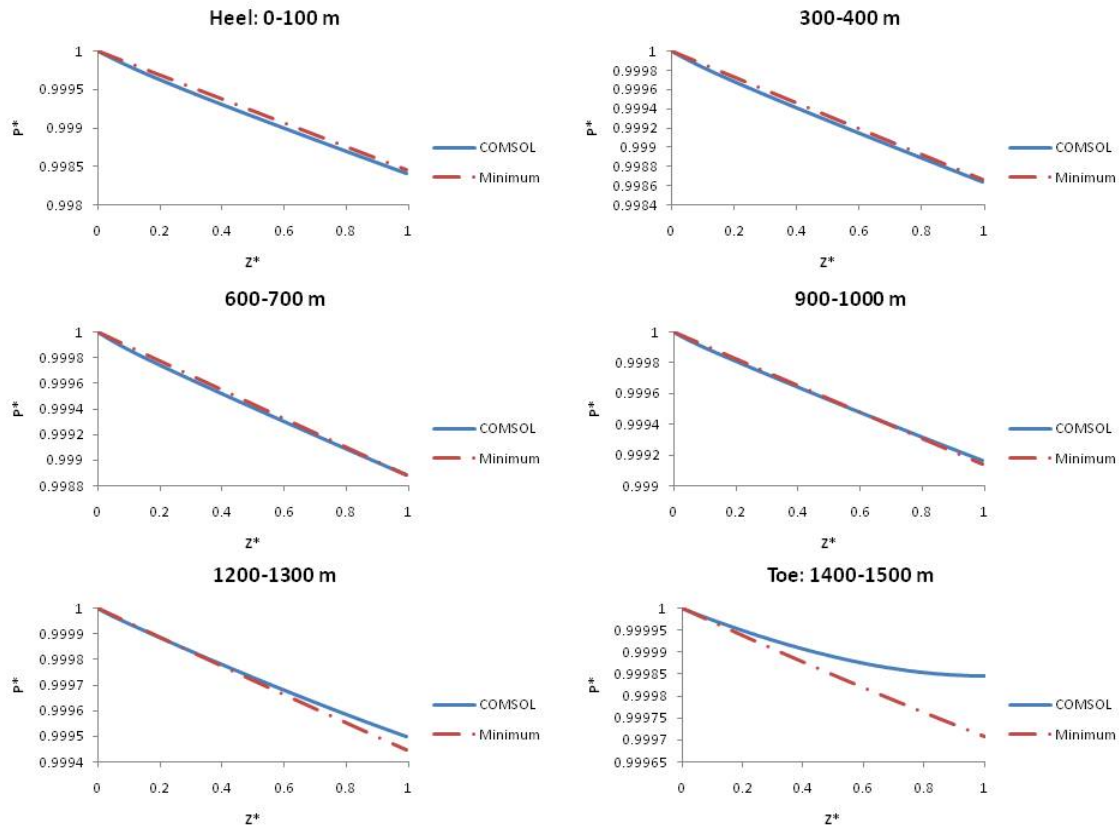 Heel: 0-100 m
1
0.9995
0.999
0.9985
0.998
P*
0 0.2 0.4 0.6 0.8 1
z*
COMSOL
Minimum
300-400 m
1
0.9998
0.9996
0.9994
0.9992
0.999
0.9988
0.9986
0.9984
P*
0 0.2 0.4 0.6 0.8 1
z*
COMSOL
Minimum
600-700 m
1
0.9998
0.9996
0.9994
0.9992
0.999
0.9988
P*
0 0.2 0.4 0.6 0.8 1
z*
COMSOL
Minimum
900-1000 m
1
0.9998
0.9996
0.9994
0.9992
0.999
P*
0 0.2 0.4 0.6 0.8 1
z*
COMSOL
Minimum
1200-1300 m
1
0.9999
0.9998
0.9997
0.9996
0.9995
0.9994
P*
0 0.2 0.4 0.6 0.8 1
z*
COMSOL
Minimum
Toe: 1400-1500 m
1
0.99995
0.9999
0.99985
0.9998
0.99975
0.9997
0.99965
P*
0 0.2 0.4 0.6 0.8 1
z*
COMSOL
Minimum